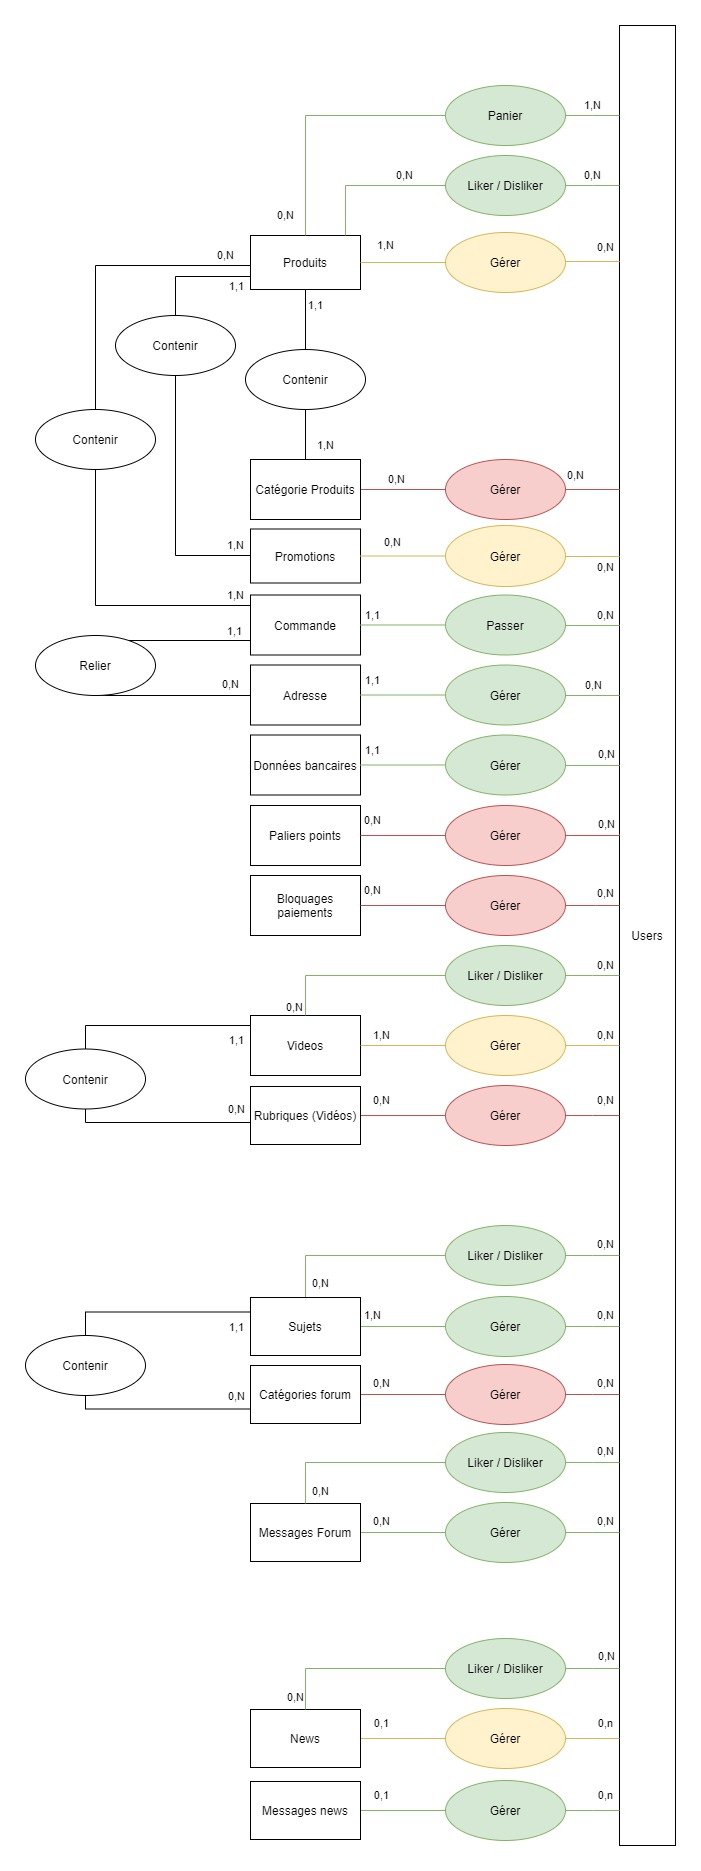 Panier
1,N
0,N
Liker / Disliker
0,N
0,N
0,N
1,1
Produits
1,N
Gérer
0,N
1,1
Contenir
Contenir
Contenir
1,N
Catégorie Produits
0,N
Gérer
0,N
1,N
Promotions
0,N
Gérer
0,N
1,N
Commande
1,1
Passer
0,N
1,1
Relier
0,N
Adresse
1,1
Gérer
0,N
Données bancaires
1,1
Gérer
0,N
Paliers points
0,N
Gérer
0,N
Bloquages
paiements
0,N
Gérer
0,N
Users
Liker / Disliker
0,N
0,N
1,1
Videos
1,N
Gérer
0,N
Contenir
0,N
Rubriques (Vidéos)
0,N
Gérer
0,N
Liker / Disliker
0,N
0,N
1,1
Sujets
1,N
Gérer
0,N
Contenir
0,N
Catégories forum
0,N
Gérer
0,N
Liker / Disliker
0,N
0,N
Messages Forum
0,N
Gérer
0,N
Liker / Disliker
0,N
0,N
News
0,1
Gérer
0,n
Messages news
0,1
Gérer
0,n